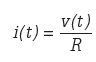 i(t) = v(t)/R